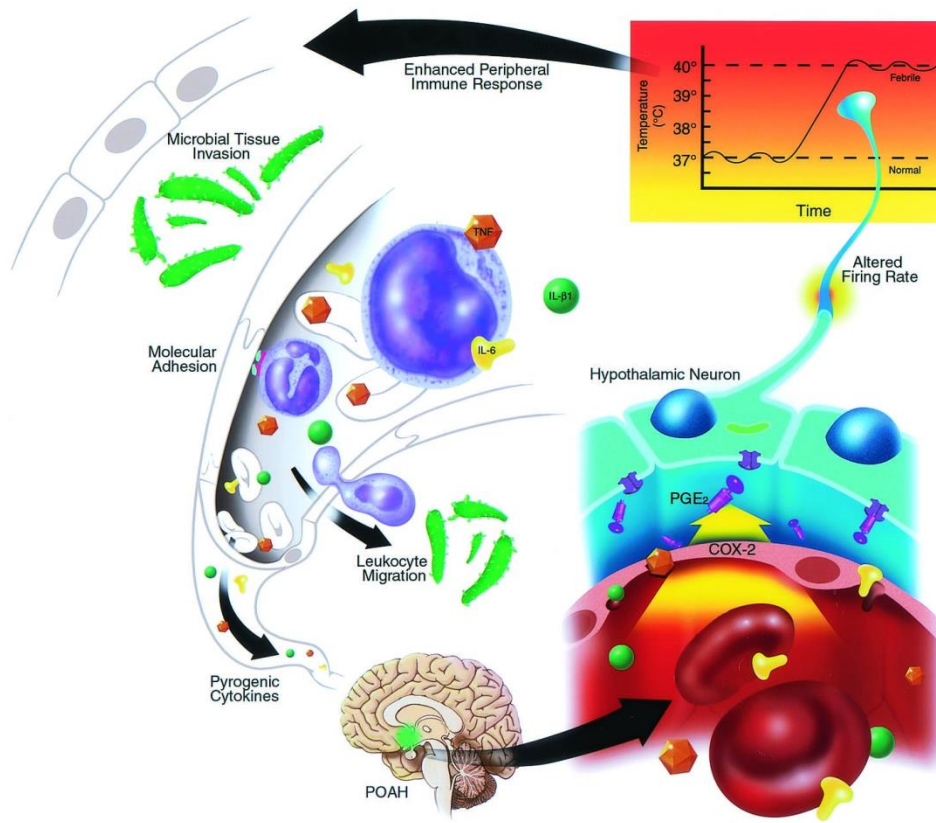 Enhanced Peripheral
Immune Response
Temperature
(°C)
40°
39°
38°
37°
Febrile
Normal
Time
Microbial Tissue
Invasion
TNF
IL-β1
IL-6
Altered
Firing Rate
Molecular
Adhesion
Hypothalamic Neuron
PGE₂
COX-2
Leukocyte
Migration
Pyrogenic
Cytokines
POAH